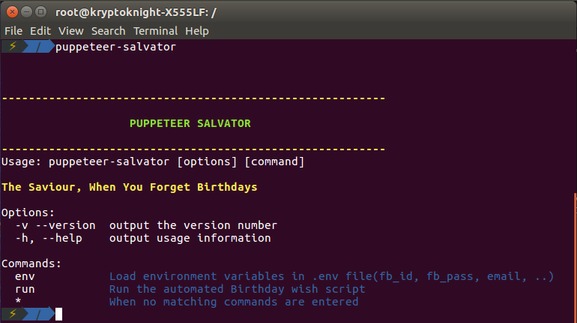 root@kryptoknight-X555LF: /
File Edit View Search Terminal Help
⚡ / puppeteer-salvator
---------------------------------------------------------
PUPPETEER SALVATOR
---------------------------------------------------------
Usage: puppeteer-salvator [options] [command]
The Saviour, When You Forget Birthdays
Options:
-v --version output the version number
-h, --help output usage information
Commands:
env Load environment variables in .env file(fb_id, fb_pass, email, ..)
run Run the automated Birthday wish script
* When no matching commands are entered
⚡ /